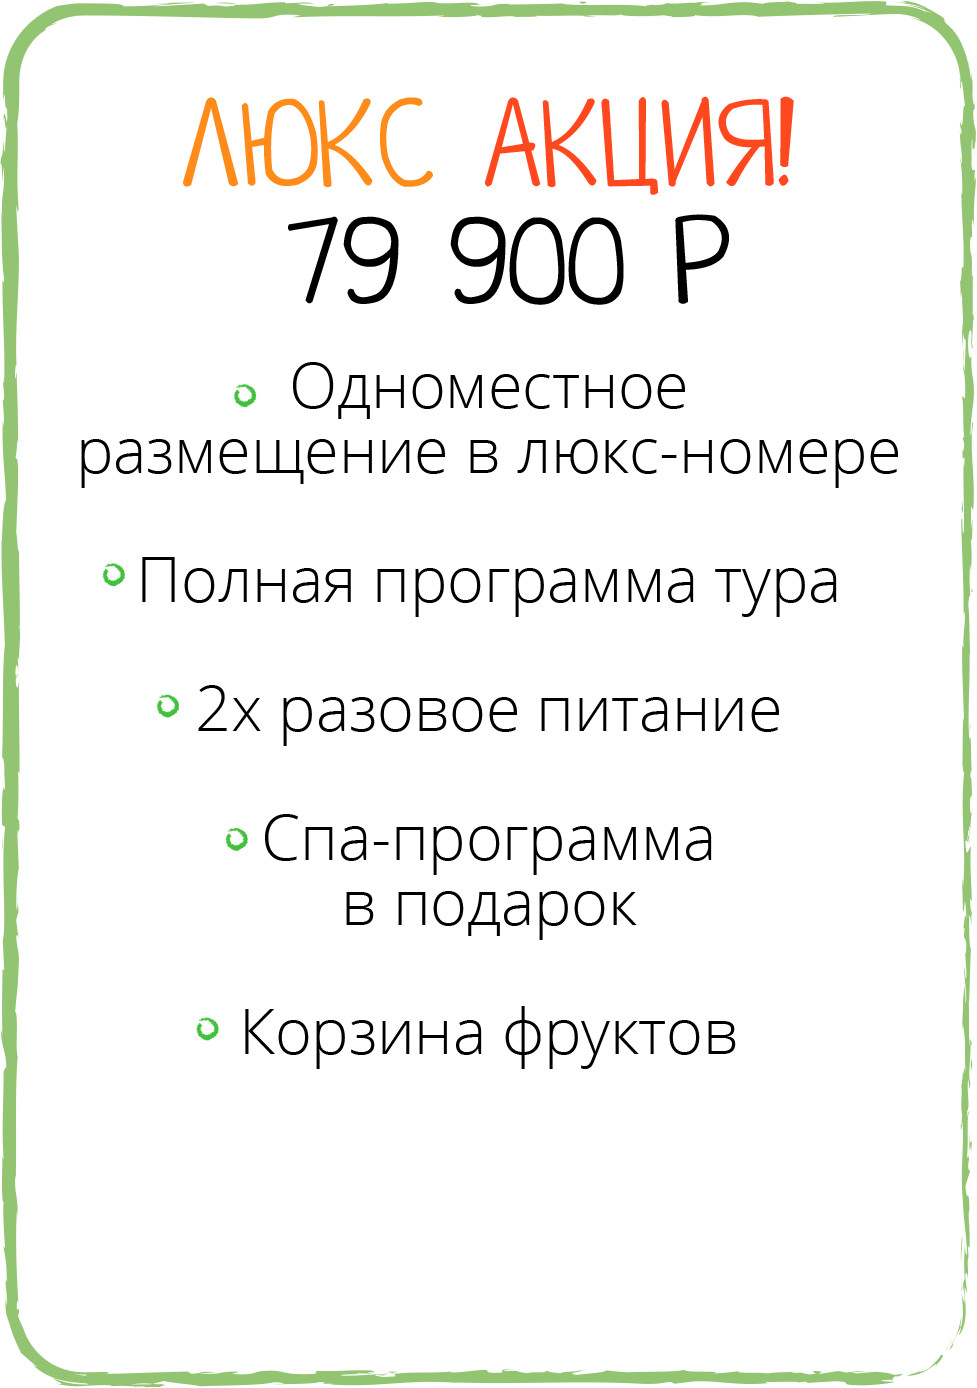 ЛЮКС АКЦИЯ!
79 900 Р
Одноместное
размещение в люкс-номере
Полная программа тура
2х разовое питание
Спа-программа
в подарок
Корзина фруктов